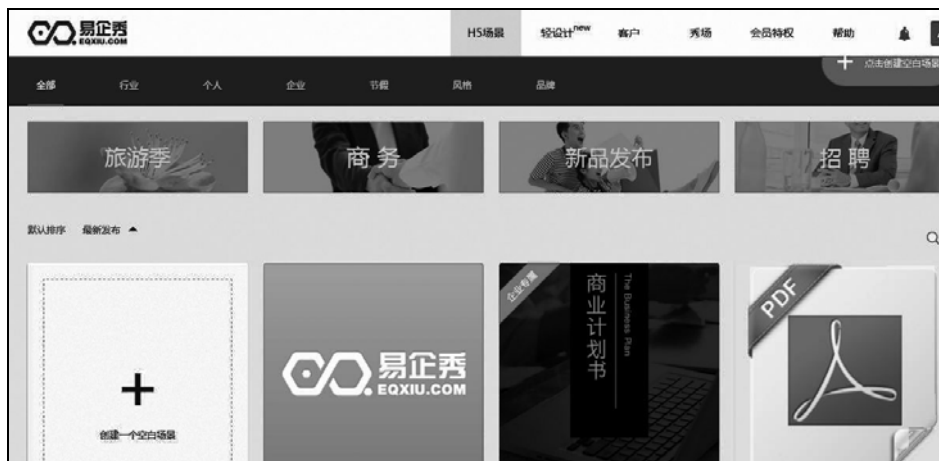 易企秀
EQXIU.COM
H5场景 轻设计new 客户 秀场 会员特权 帮助
全部 行业 个人 企业 节假 风格 品牌
+ 点击创建空白场景
旅游季 商务 新品发布 招聘
默认排序 最新发布
+
创建一个空白场景
易企秀
EQXIU.COM
企业专属
商业计划书
The Business Plan
PDF